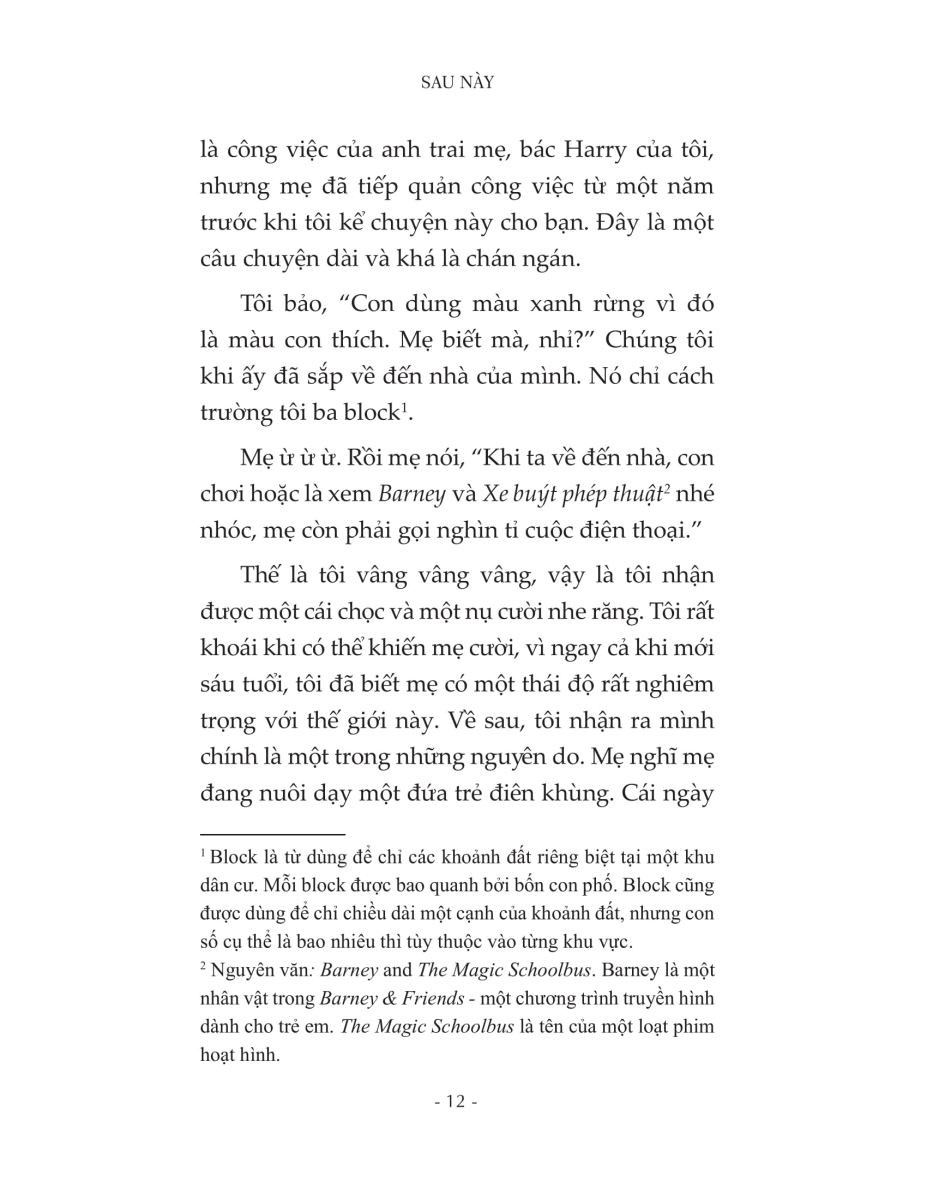 SAU NÀY
là công việc của anh trai mẹ, bác Harry của tôi,
nhưng mẹ đã tiếp quản công việc từ một năm
trước khi tôi kể chuyện này cho bạn. Đây là một
câu chuyện dài và khá là chán ngán.
Tôi bảo, “Con dùng màu xanh rừng vì đó
là màu con thích. Mẹ biết mà, nhỉ?” Chúng tôi
khi ấy đã sắp về đến nhà của mình. Nó chỉ cách
trường tôi ba block¹.
Mẹ ừ ừ ừ. Rồi mẹ nói, “Khi ta về đến nhà, con
chơi hoặc là xem Barney và Xe buýt phép thuật² nhé
nhóc, mẹ còn phải gọi nghìn tỉ cuộc điện thoại.”
Thế là tôi vâng vâng vâng, vậy là tôi nhận
được một cái chọc và một nụ cười nhe răng. Tôi rất
khoái khi có thể khiến mẹ cười, vì ngay cả khi mới
sáu tuổi, tôi đã biết mẹ có một thái độ rất nghiêm
trọng với thế giới này. Về sau, tôi nhận ra mình
chính là một trong những nguyên do. Mẹ nghĩ mẹ
đang nuôi dạy một đứa trẻ điên khùng. Cái ngày
¹ Block là từ dùng để chỉ các khoảnh đất riêng biệt tại một khu
dân cư. Mỗi block được bao quanh bởi bốn con phố. Block cũng
được dùng để chỉ chiều dài một cạnh của khoảnh đất, nhưng con
số cụ thể là bao nhiêu thì tùy thuộc vào từng khu vực.
² Nguyên văn: Barney and The Magic Schoolbus. Barney là một
nhân vật trong Barney & Friends - một chương trình truyền hình
dành cho trẻ em. The Magic Schoolbus là tên của một loạt phim
hoạt hình.
- 12 -